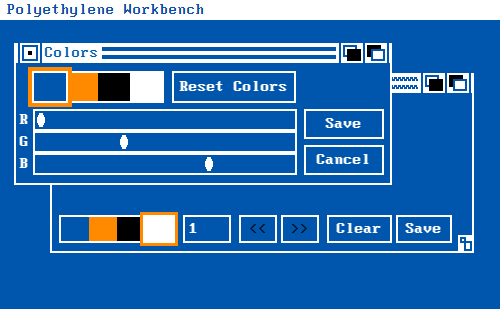 Polyethylene Workbench
Colors
Reset Colors
R
Save
G
B
Cancel
1 << >> Clear Save